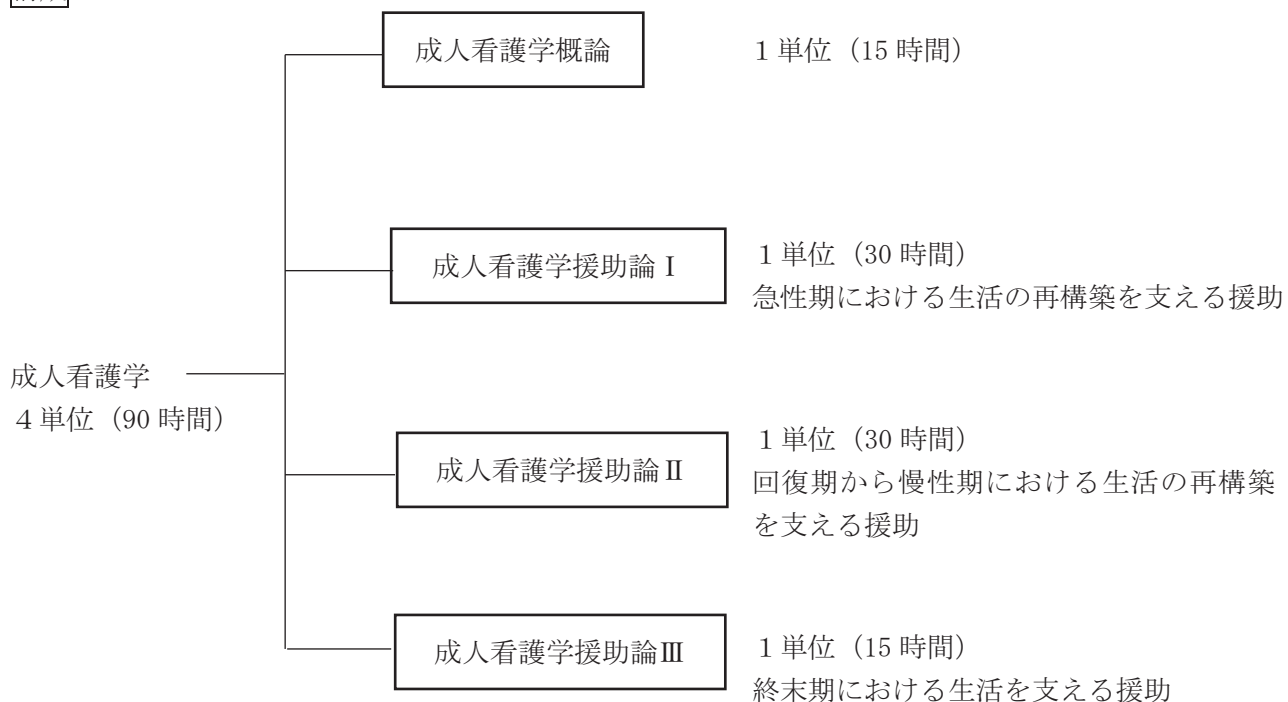 成人看護学概論 1単位（15時間）
成人看護学援助論Ⅰ 1単位（30時間）
急性期における生活の再構築を支える援助
成人看護学
4単位（90時間）
成人看護学援助論Ⅱ 1単位（30時間）
回復期から慢性期における生活の再構築
を支える援助
成人看護学援助論Ⅲ 1単位（15時間）
終末期における生活を支える援助